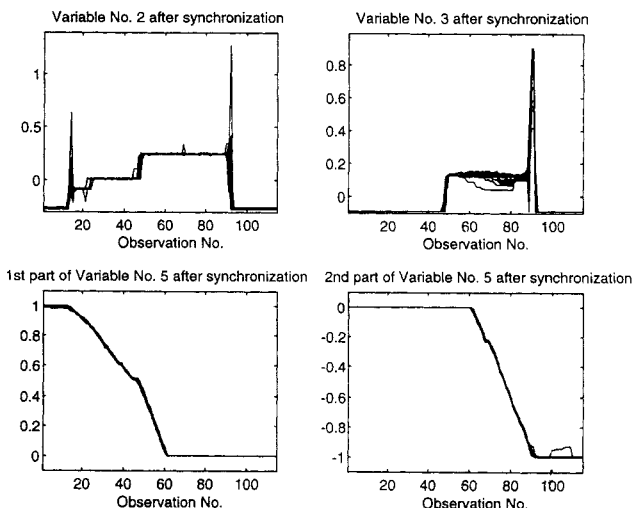 Variable No. 2 after synchronization
1
0.5
0
20 40 60 80 100
Observation No.
Variable No. 3 after synchronization
0.8
0.6
0.4
0.2
0
20 40 60 80 100
Observation No.
1st part of Variable No. 5 after synchronization
1
0.8
0.6
0.4
0.2
0
20 40 60 80 100
Observation No.
2nd part of Variable No. 5 after synchronization
0
-0.2
-0.4
-0.6
-0.8
-1
20 40 60 80 100
Observation No.